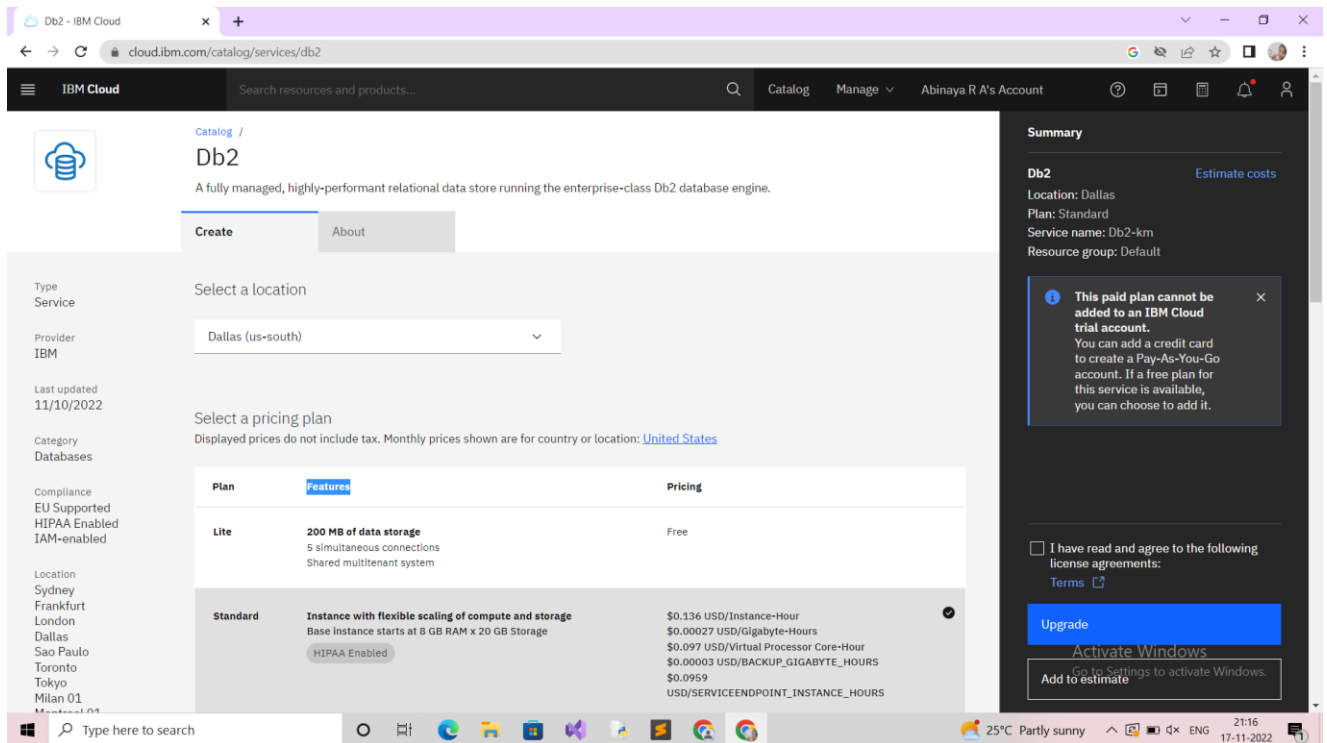 Db2 - IBM Cloud
cloud.ibm.com/catalog/services/db2
IBM Cloud
Search resources and products...
Catalog
Manage
Abinaya R A's Account
Catalog /
Db2
A fully managed, highly-performant relational data store running the enterprise-class Db2 database engine.
Create
About
Type
Service
Provider
IBM
Last updated
11/10/2022
Category
Databases
Compliance
EU Supported
HIPAA Enabled
IAM-enabled
Location
Sydney
Frankfurt
London
Dallas
Sao Paulo
Toronto
Tokyo
Milan 01
Montreal 01
Select a location
Dallas (us-south)
Select a pricing plan
Displayed prices do not include tax. Monthly prices shown are for country or location: United States
Plan
Features
Pricing
Lite
200 MB of data storage
5 simultaneous connections
Shared multitenant system
Free
Standard
Instance with flexible scaling of compute and storage
Base instance starts at 8 GB RAM x 20 GB Storage
HIPAA Enabled
$0.136 USD/Instance-Hour
$0.00027 USD/Gigabyte-Hours
$0.097 USD/Virtual Processor Core-Hour
$0.00003 USD/BACKUP_GIGABYTE_HOURS
$0.0959
USD/SERVICEENDPOINT_INSTANCE_HOURS
Summary
Db2
Estimate costs
Location: Dallas
Plan: Standard
Service name: Db2-km
Resource group: Default
This paid plan cannot be
added to an IBM Cloud
trial account.
You can add a credit card
to create a Pay-As-You-Go
account. If a free plan for
this service is available,
you can choose to add it.
I have read and agree to the following
license agreements:
Terms
Upgrade
Activate Windows
Go to Settings to activate Windows.
Add to estimate
Type here to search
25°C Partly sunny
ENG
21:16
17-11-2022